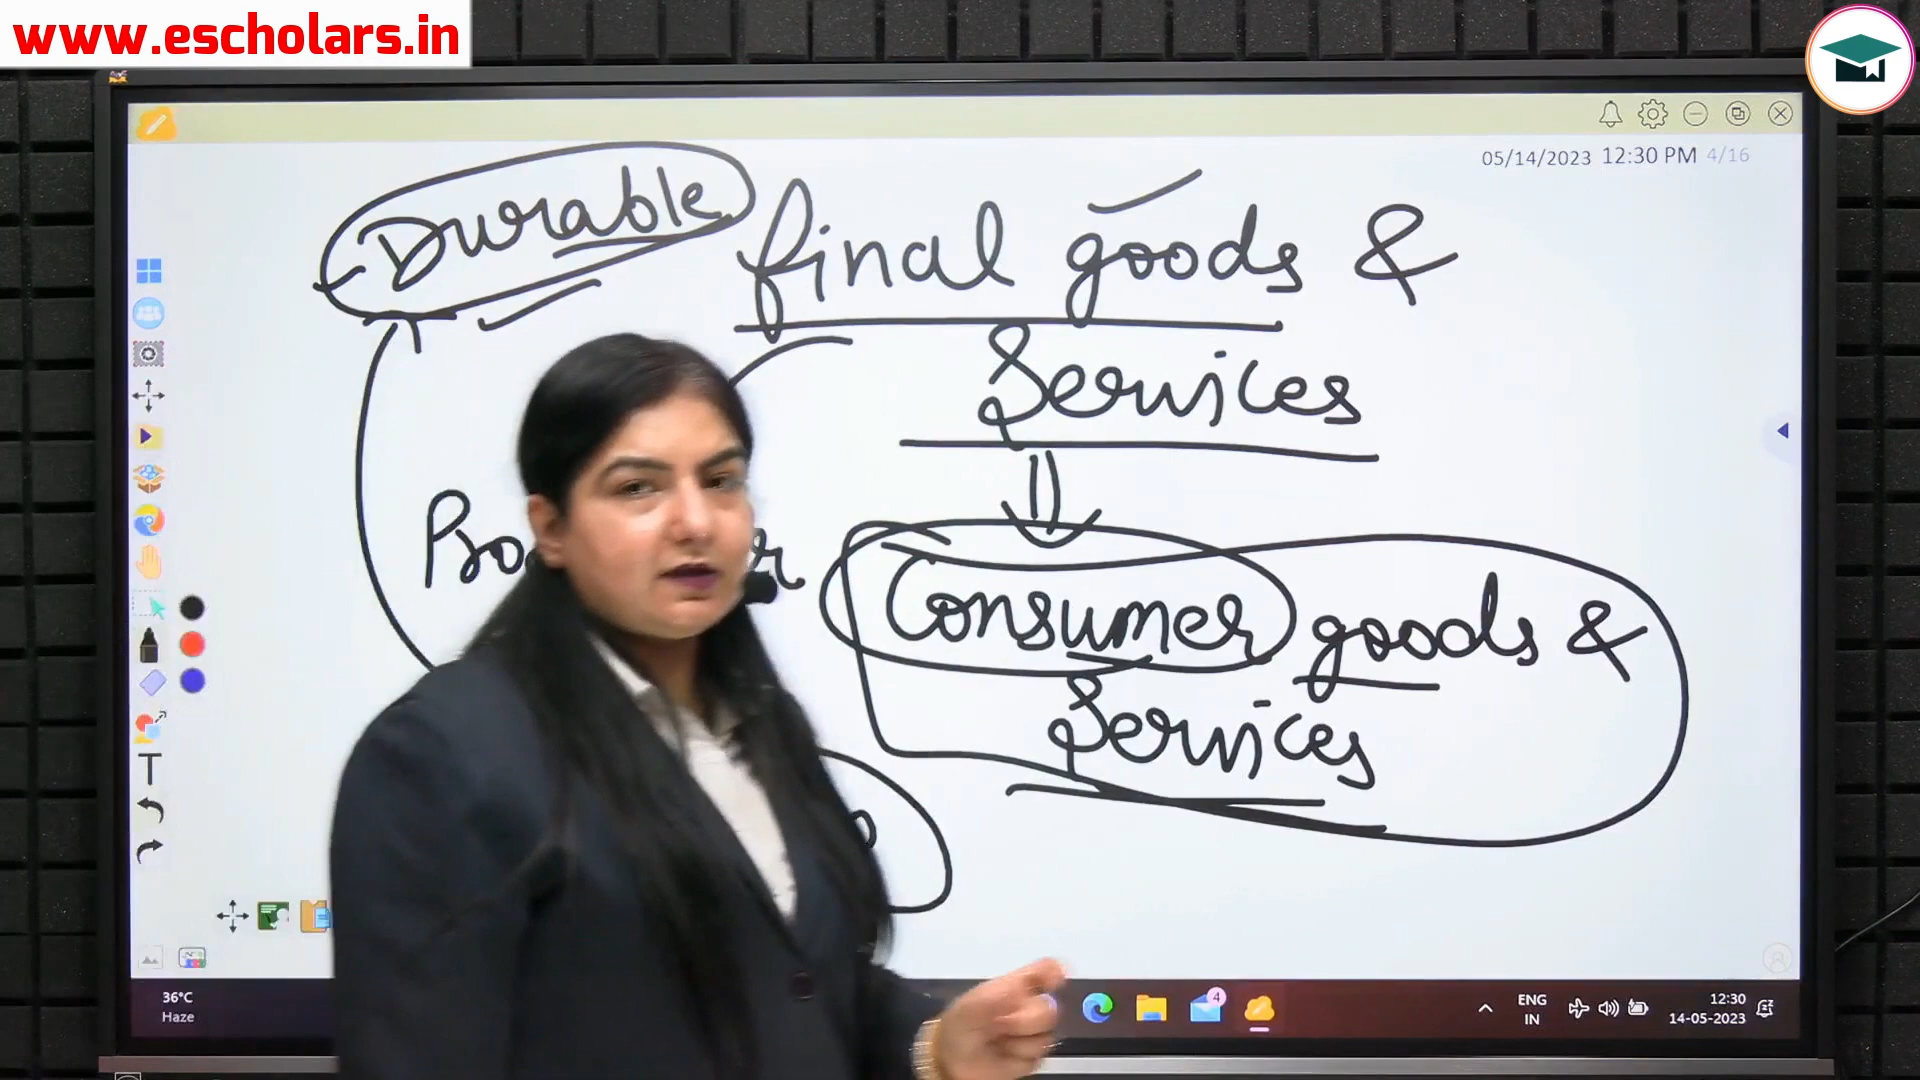 www.escholars.in
05/14/2023 12:30 PM 4/16
Durable
final goods &
Services
Consumer goods &
Services
36°C
Haze
4
ENG
IN
12:30
14-05-2023